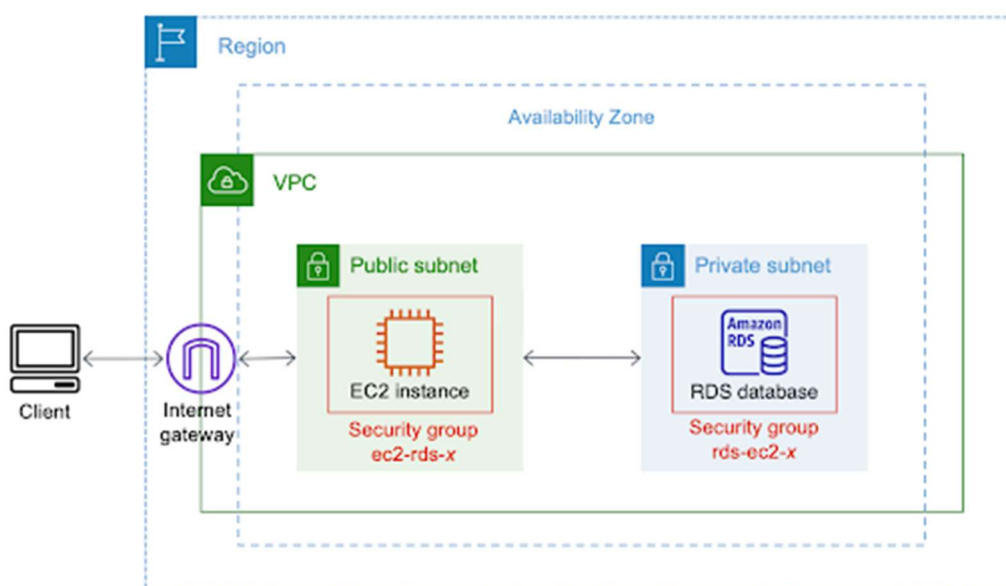 Region
Availability Zone
VPC
Public subnet
Private subnet
Amazon
RDS
EC2 instance
RDS database
Client
Internet
gateway
Security group
ec2-rds-x
Security group
rds-ec2-x